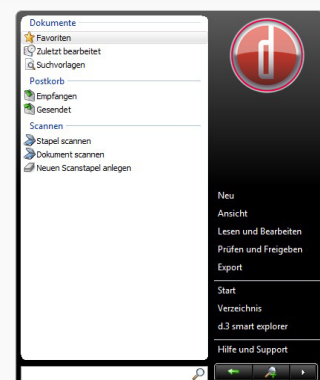 Dokumente
Favoriten
Zuletzt bearbeitet
Suchvorlagen
Postkorb
Empfangen
Gesendet
Scannen
Stapel scannen
Dokument scannen
Neuen Scanstapel anlegen
d
Neu
Ansicht
Lesen und Bearbeiten
Prüfen und Freigeben
Export
Start
Verzeichnis
d.3 smart explorer
Hilfe und Support